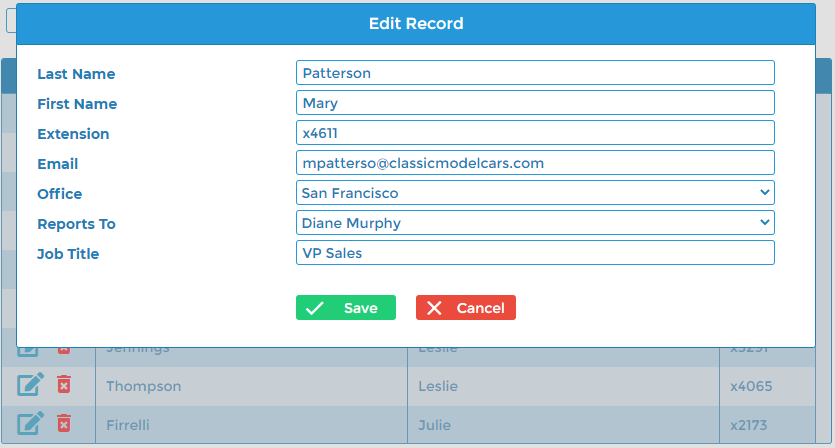 Edit Record
Last Name Patterson
First Name Mary
Extension x4611
Email mpatterso@classicmodelcars.com
Office San Francisco
Reports To Diane Murphy
Job Title VP Sales
Save Cancel
Jennings Leslie x3291
Thompson Leslie x4065
Firrelli Julie x2173